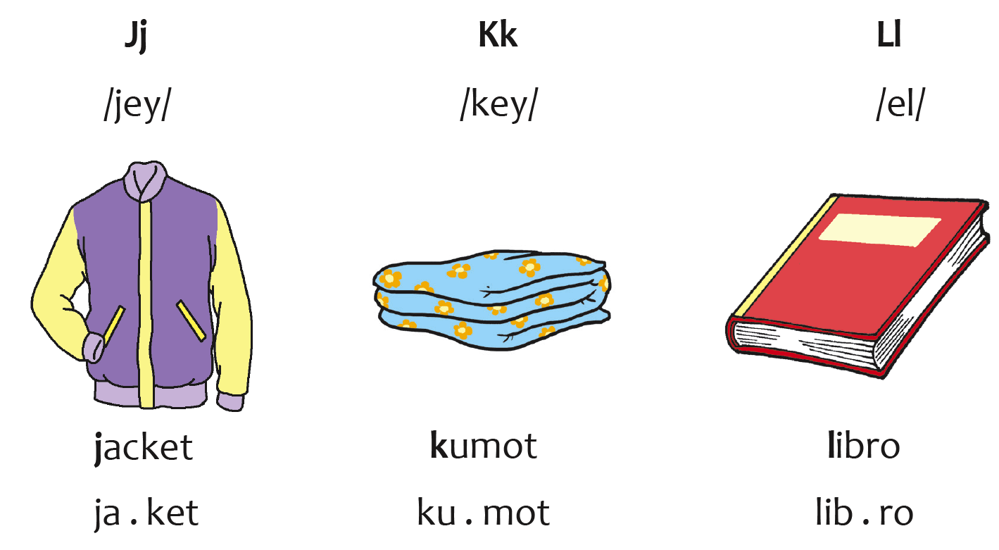 Jj Kk Ll
/jey/ /key/ /el/
jacket kumot libro
ja . ket ku . mot lib . ro